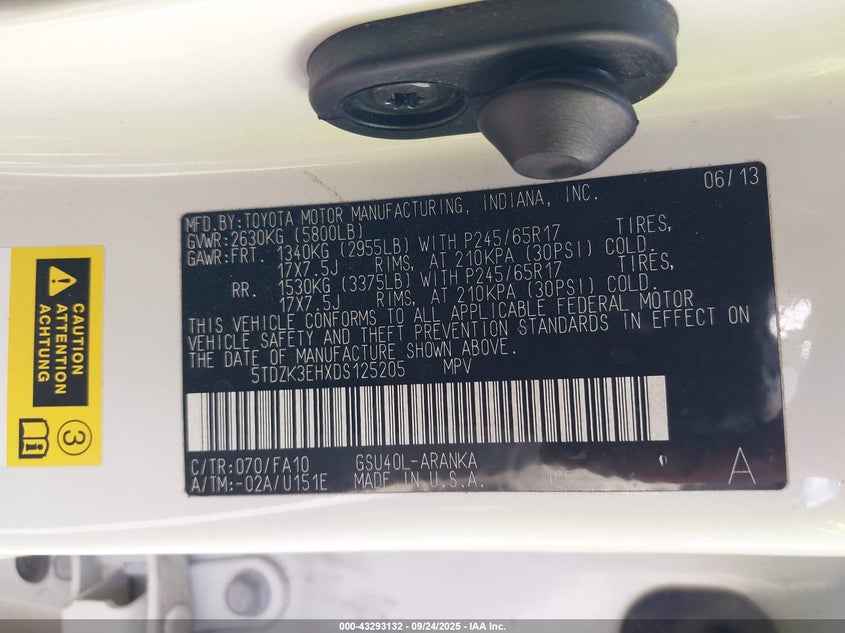 06/13
MFD.BY:TOYOTA MOTOR MANUFACTURING, INDIANA, INC.
GVWR:2630KG (5800LB)
GAWR:FRT. 1340KG (2955LB) WITH P245/65R17 TIRES,
17X7.5J RIMS, AT 210KPA (30PSI) COLD.
RR. 1530KG (3375LB) WITH P245/65R17 TIRES,
17X7.5J RIMS, AT 210KPA (30PSI) COLD.
THIS VEHICLE CONFORMS TO ALL APPLICABLE FEDERAL MOTOR
VEHICLE SAFETY AND THEFT PREVENTION STANDARDS IN EFFECT ON
THE DATE OF MANUFACTURE SHOWN ABOVE.
5TDZK3EHXDS125205 MPV
C/TR:070/FA10 GSU40L-ARANKA
A/TM:-02A/U151E MADE IN U.S.A.
A
CAUTION
ATTENTION
ACHTUNG
3
000-43293132 - 09/24/2025 - IAA Inc.